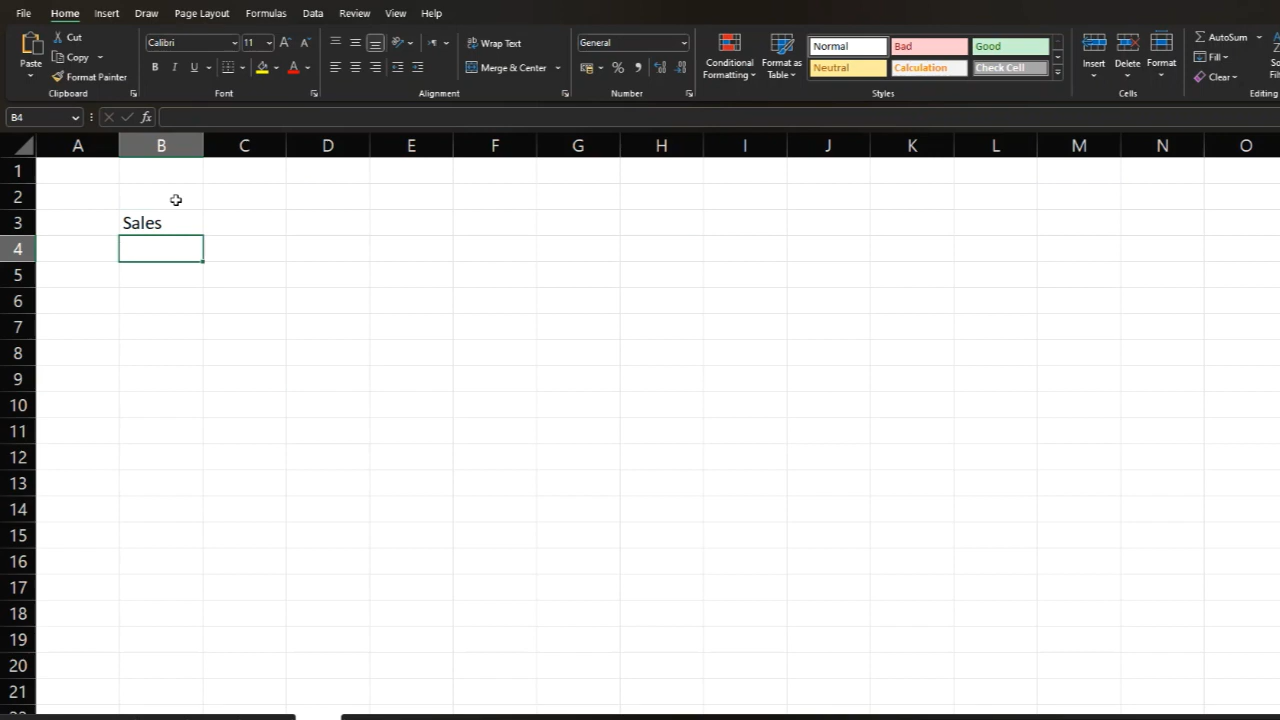 File Home Insert Draw Page Layout Formulas Data Review View Help
Paste
Cut
Copy
Format Painter
Clipboard
Calibri 11
B I U
Font
Wrap Text
Merge & Center
Alignment
General
Number
Conditional Formatting
Format as Table
Normal Bad Good
Neutral Calculation Check Cell
Styles
Insert Delete Format
Cells
AutoSum
Fill
Clear
Editing
B4 fx
A B C D E F G H I J K L M N O
1
2
3 Sales
4
5
6
7
8
9
10
11
12
13
14
15
16
17
18
19
20
21